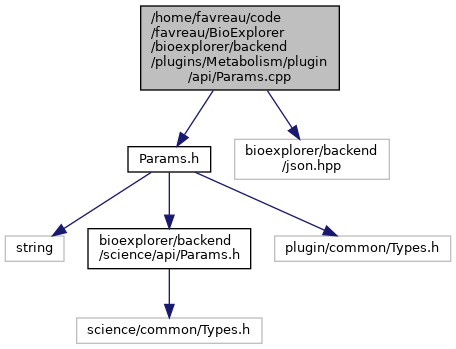 /home/favreau/code
/favreau/BioExplorer
/bioexplorer/backend
/plugins/Metabolism/plugin
/api/Params.cpp
Params.h
bioexplorer/backend
/json.hpp
string
bioexplorer/backend
/science/api/Params.h
plugin/common/Types.h
science/common/Types.h